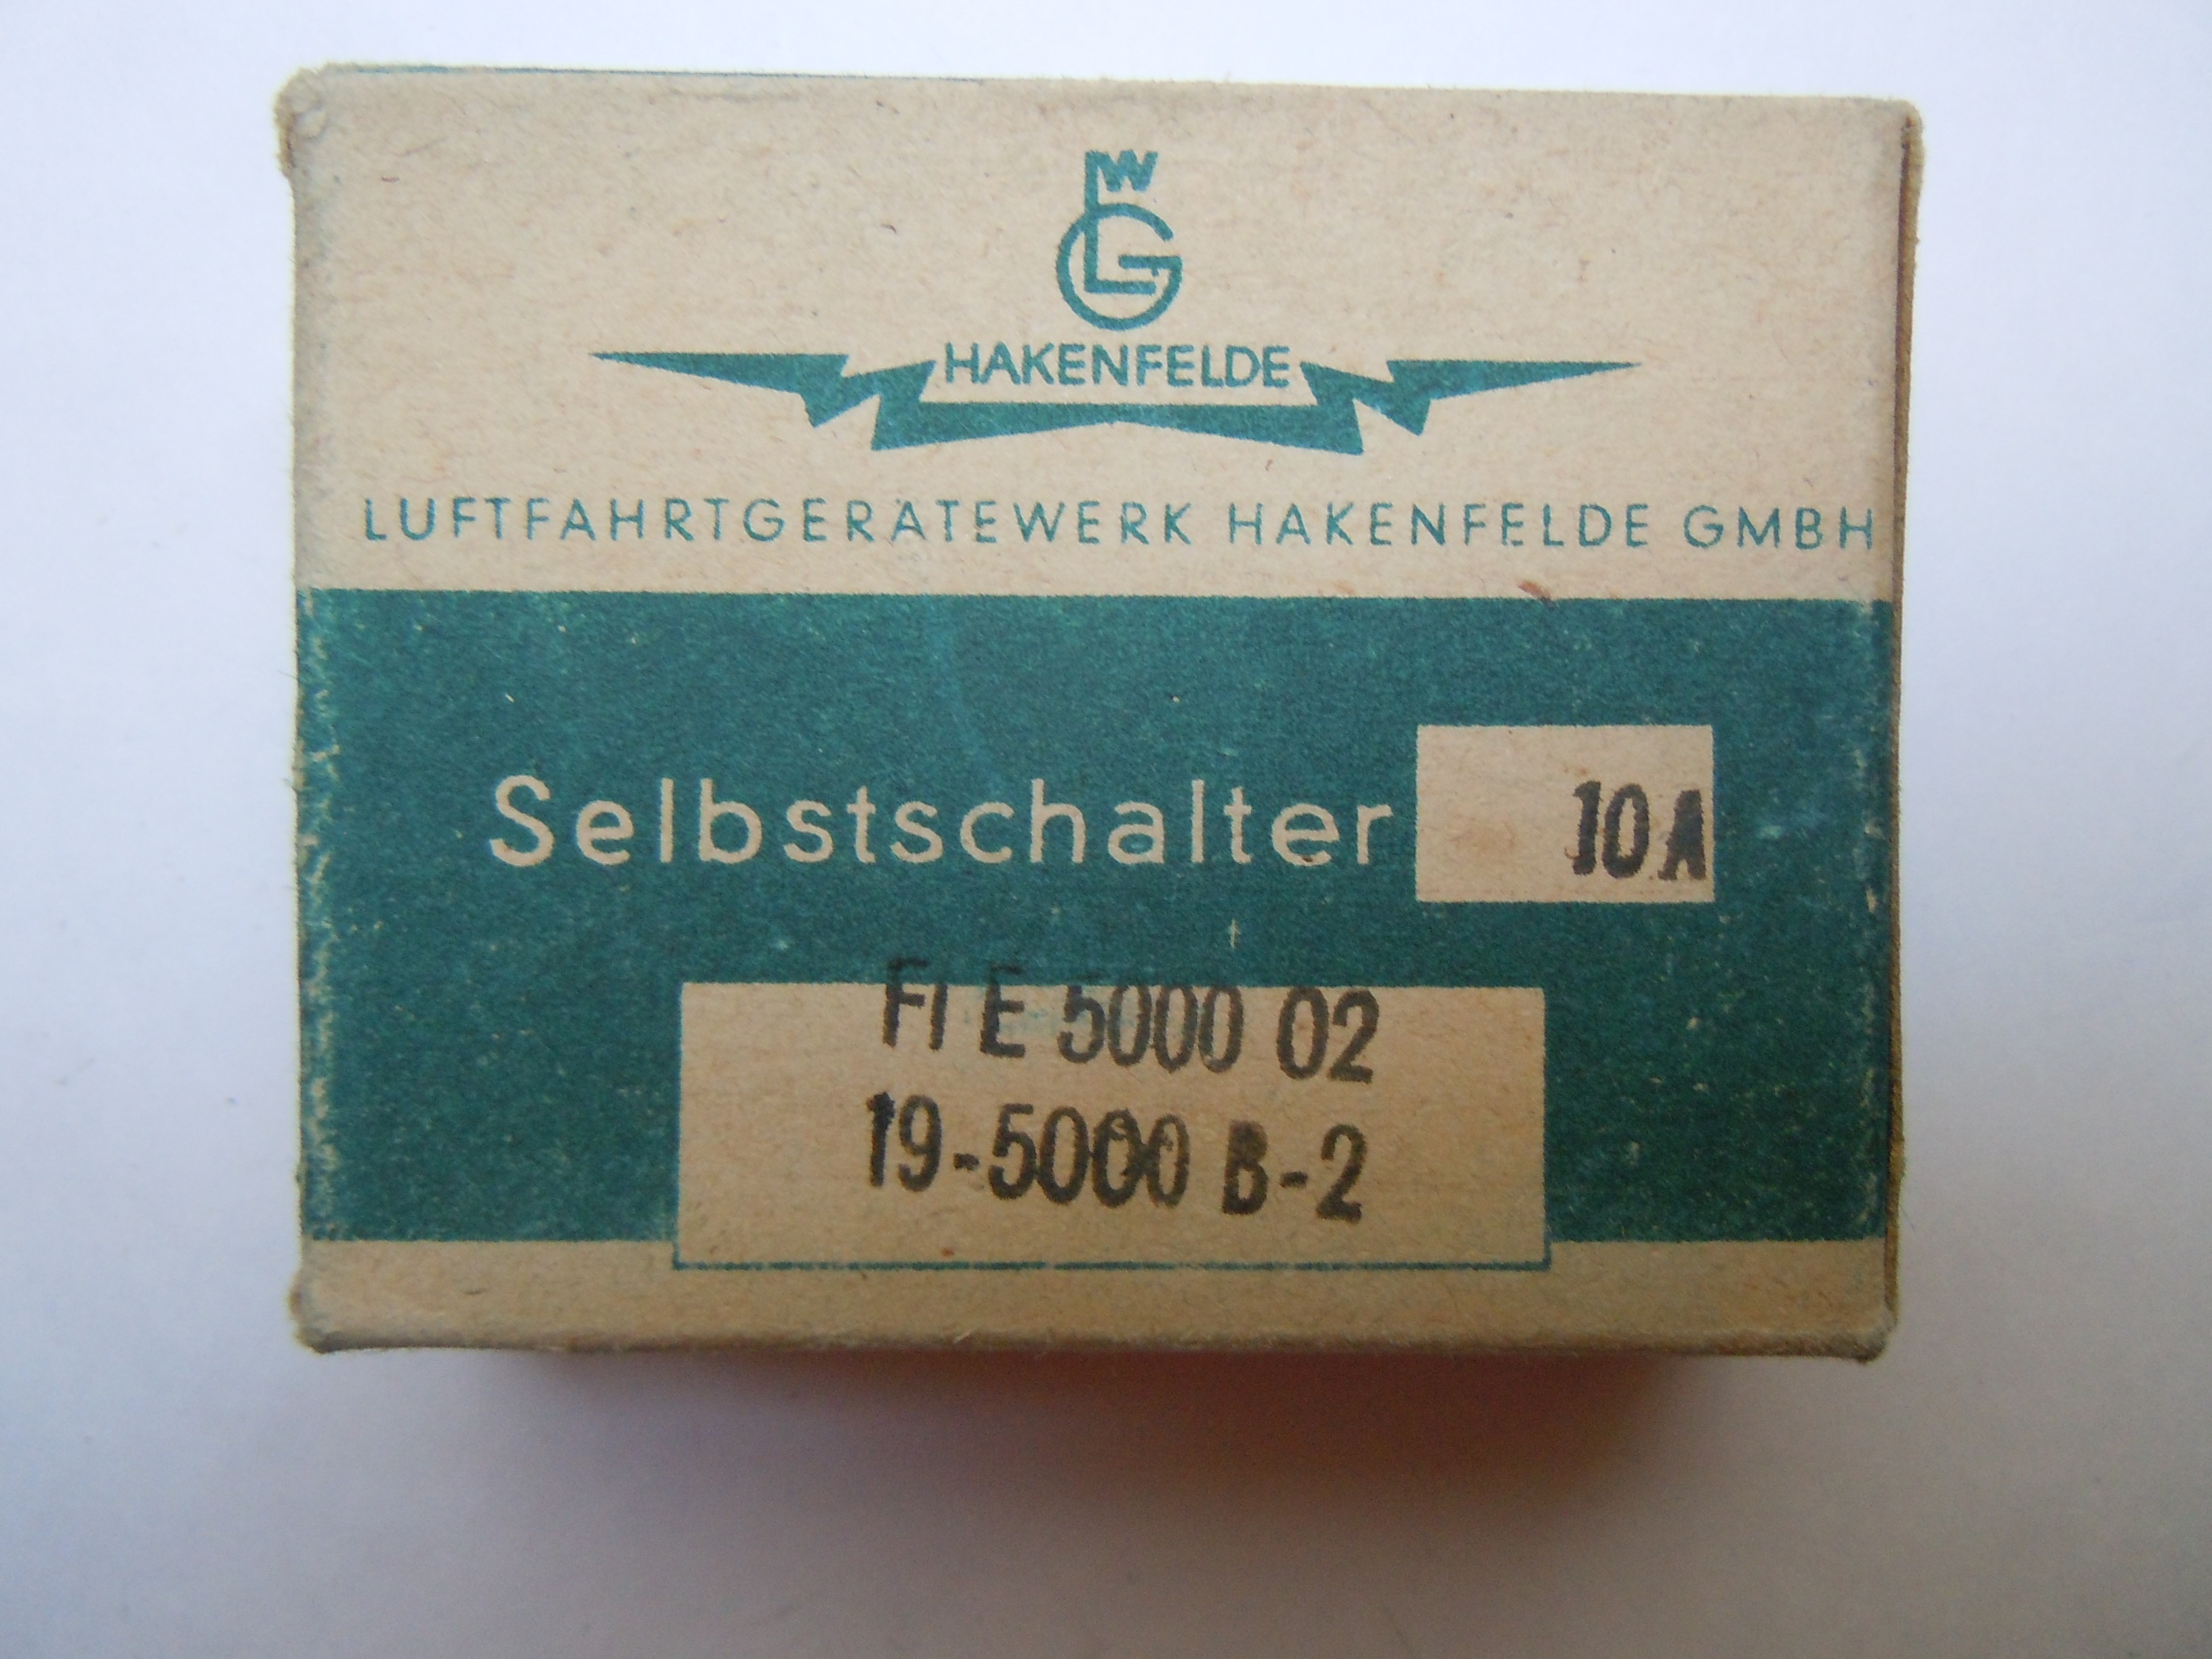 LGW
HAKENFELDE
LUFTFAHRTGERÄTEWERK HAKENFELDE GMBH
Selbstschalter 10A
Fl E 5000 02
19-5000 B-2